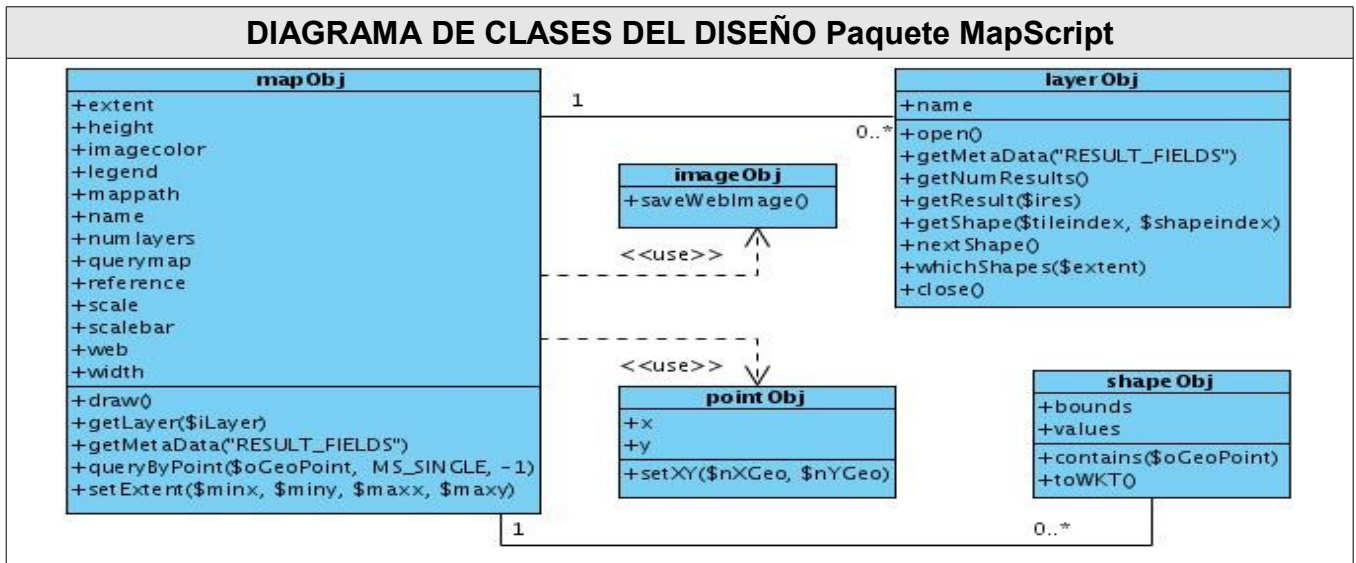 DIAGRAMA DE CLASES DEL DISEÑO Paquete MapScript
mapObj
+extent
+height
+imagecolor
+legend
+mappath
+name
+numlayers
+querymap
+reference
+scale
+scalebar
+web
+width
+draw()
+getLayer($iLayer)
+getMetaData("RESULT_FIELDS")
+queryByPoint($oGeoPoint, MS_SINGLE, -1)
+setExtent($minx, $miny, $maxx, $maxy)
1
0..*
layerObj
+name
+open()
+getMetaData("RESULT_FIELDS")
+getNumResults()
+getResult($ires)
+getShape($tileindex, $shapeindex)
+nextShape()
+whichShapes($extent)
+close()
imageObj
+saveWebImage()
<<use>>
<<use>>
pointObj
+x
+y
+setXY($nXGeo, $nYGeo)
shapeObj
+bounds
+values
+contains($oGeoPoint)
+toWKT()
1
0..*